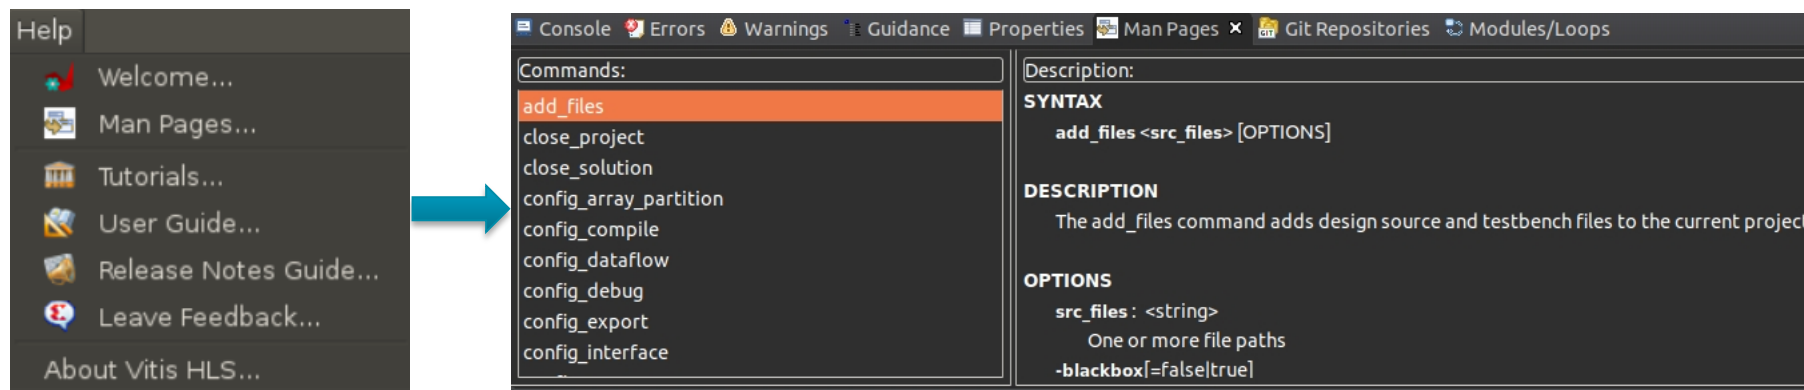 Help
Welcome...
Man Pages...
Tutorials...
User Guide...
Release Notes Guide...
Leave Feedback...
About Vitis HLS...
Console Errors Warnings Guidance Properties Man Pages Git Repositories Modules/Loops
Commands:
add_files
close_project
close_solution
config_array_partition
config_compile
config_dataflow
config_debug
config_export
config_interface
Description:
SYNTAX
add_files <src_files> [OPTIONS]
DESCRIPTION
The add_files command adds design source and testbench files to the current project
OPTIONS
src_files : <string>
One or more file paths
-blackbox[=false|true]